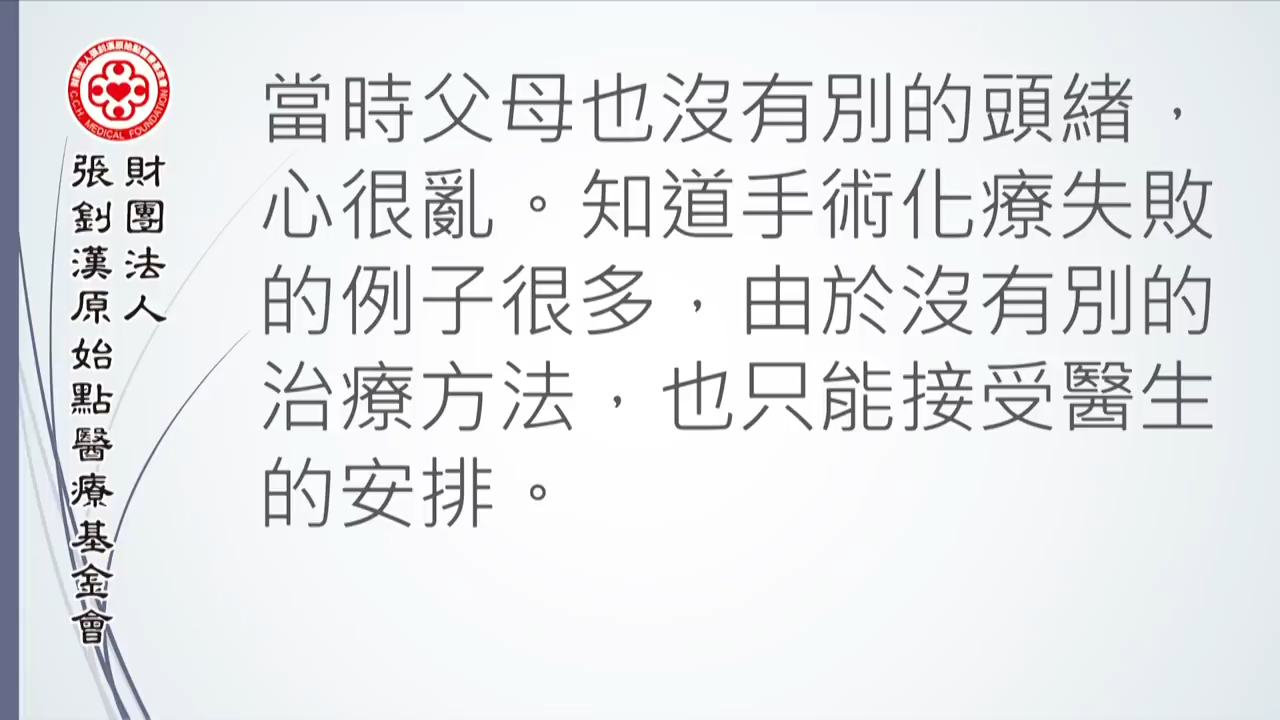 財團法人
張釗漢原始點醫療基金會
C.C.H. MEDICAL FOUNDATION
當時父母也沒有別的頭緒，
心很亂。知道手術化療失敗
的例子很多，由於沒有別的
治療方法，也只能接受醫生
的安排。